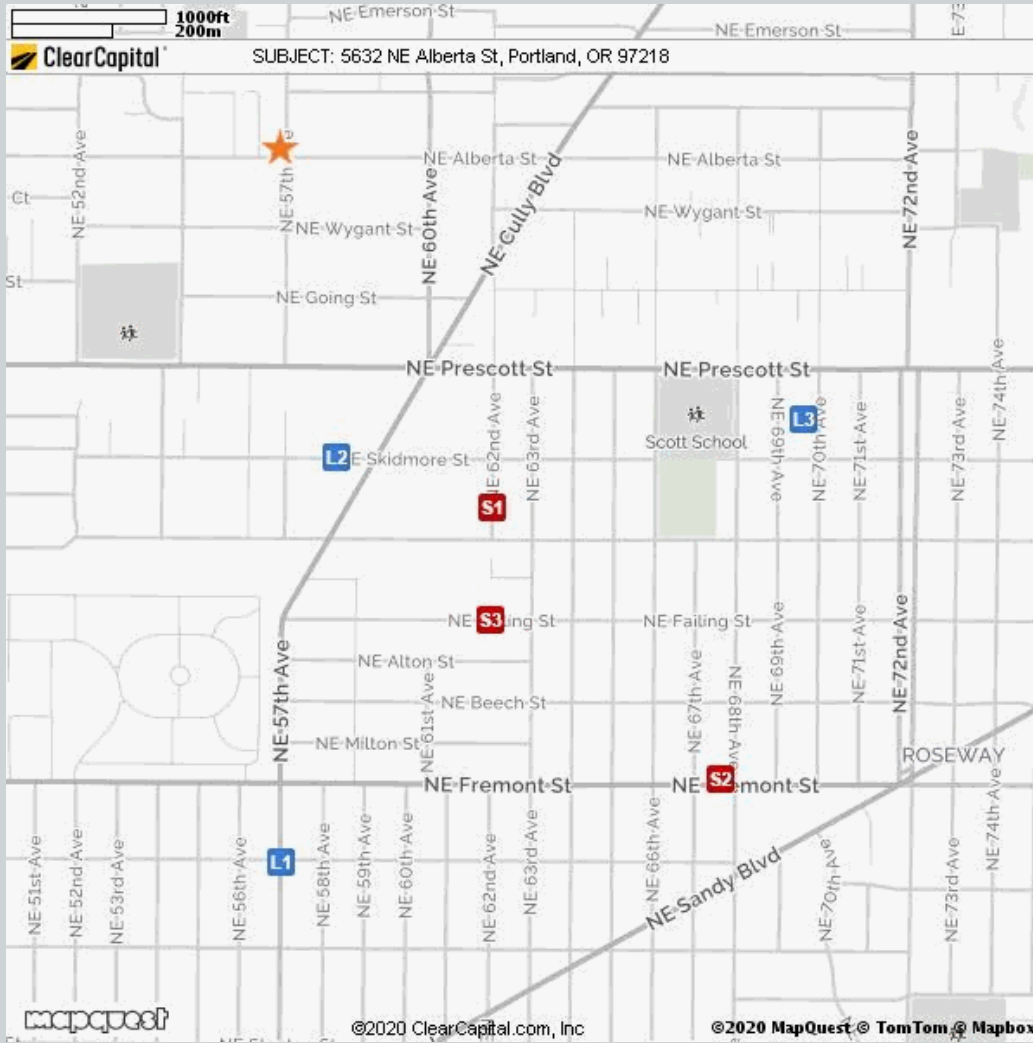 1000ft
200m
NE Emerson St
NE Emerson St
E 73
ClearCapital
SUBJECT: 5632 NE Alberta St, Portland, OR 97218
NE 52nd Ave
NE 57th
e
NE Alberta St
NE Alberta St
NE 60th Ave
NE Cully Blvd
NE 72nd Ave
Ct
NE Wygant St
NE Wygant St
St
NE Going St
NE Prescott St
NE Prescott St
NE 74th Ave
NE 62nd Ave
NE 63rd Ave
NE 69th Ave
L3
NE 70th Ave
NE 71st Ave
NE 73rd Ave
Scott School
L2
E Skidmore St
S1
NE
S3
ing St
NE Failing St
NE 57th Ave
NE Alton St
NE 61st Ave
NE Beech St
NE Milton St
NE 67th Ave
NE 68th Ave
NE 69th Ave
NE 71st Ave
NE 72nd Ave
ROSEWAY
NE Fremont St
NE
S2
emont St
NE 74th Ave
NE 51st Ave
NE 52nd Ave
NE 53rd Ave
NE 56th Ave
L1
NE 58th Ave
NE 59th Ave
NE 60th Ave
NE 62nd Ave
NE 63rd Ave
NE 66th Ave
NE Sandy Blvd
NE 70th Ave
NE 73rd Ave
mapquest
©2020 ClearCapital.com, Inc
©2020 MapQuest © TomTom © Mapbox